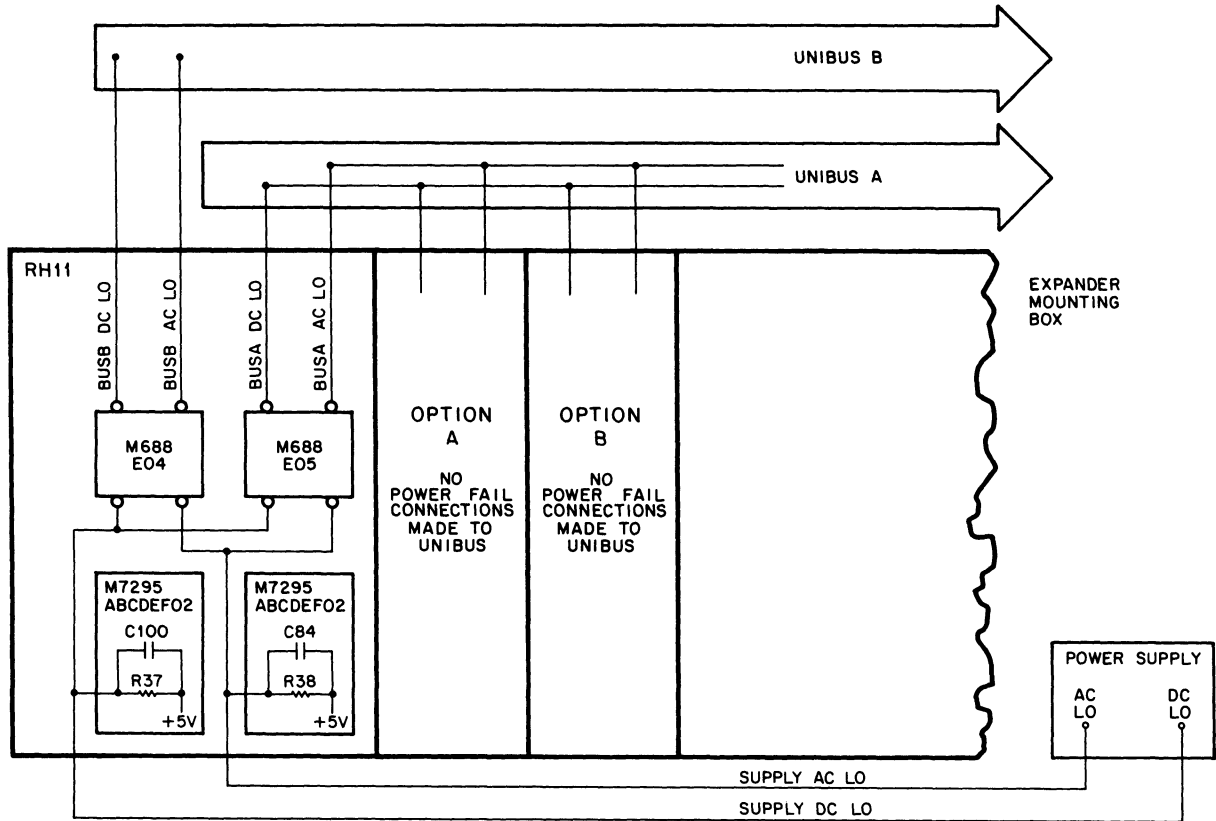 UNIBUS B
UNIBUS A
RH11
BUSB DC LO
BUSB AC LO
BUSA DC LO
BUSA AC LO
EXPANDER
MOUNTING
BOX
M688
E04
M688
E05
OPTION
A
NO
POWER FAIL
CONNECTIONS
MADE TO
UNIBUS
OPTION
B
NO
POWER FAIL
CONNECTIONS
MADE TO
UNIBUS
M7295
ABCDEF02
C100
R37
+5V
M7295
ABCDEF02
C84
R38
+5V
POWER SUPPLY
AC
LO
DC
LO
SUPPLY AC LO
SUPPLY DC LO